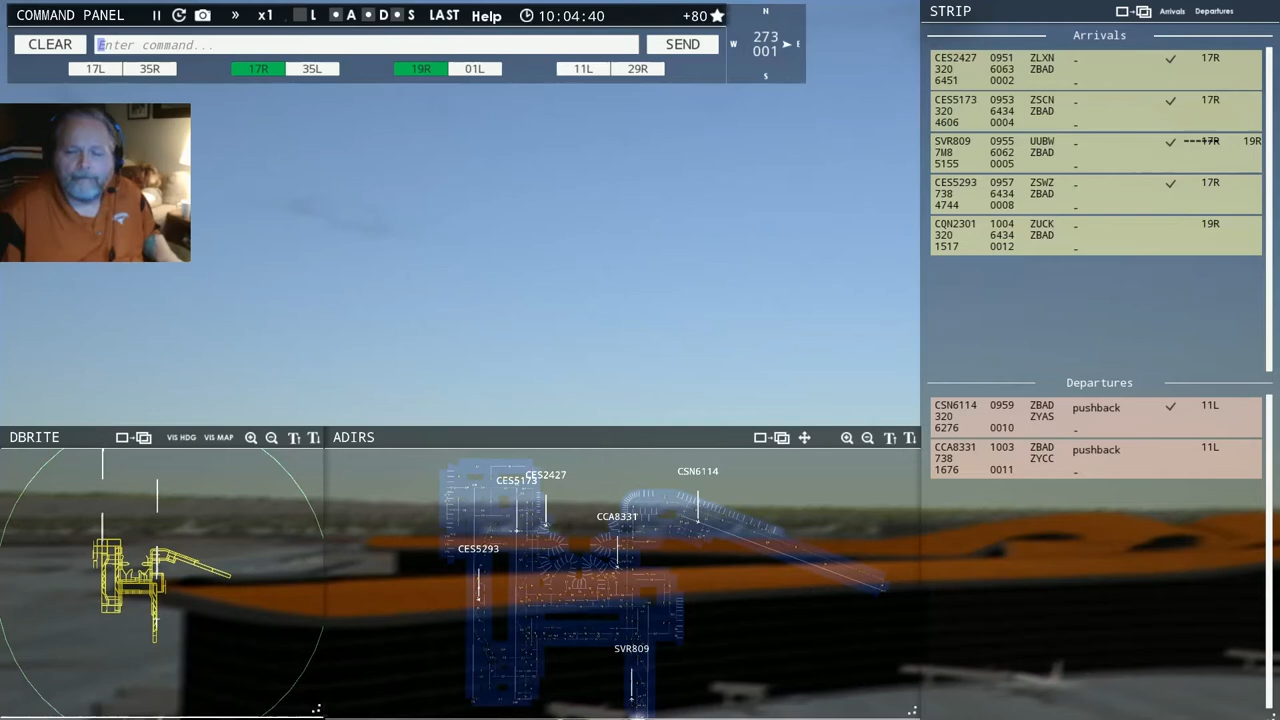 COMMAND PANEL » x1 L A D S LAST Help 10:04:40 +80
CLEAR Enter command... SEND
17L 35R 17R 35L 19R 01L 11L 29R
N
W 273 E
001
S
STRIP Arrivals Departures
Arrivals
CES2427 0951 ZLXN - 17R
320 6063 ZBAD
6451 0002 -
CES5173 0953 ZSCN - 17R
320 6434 ZBAD
4606 0004 -
SVR809 0955 UUBW - 17R 19R
7M8 6062 ZBAD
5155 0005 -
CES5293 0957 ZSWZ - 17R
738 6434 ZBAD
4744 0008 -
CQN2301 1004 ZUCK - 19R
320 6434 ZBAD
1517 0012 -
Departures
CSN6114 0959 ZBAD pushback 11L
320 ZYAS
6276 0010 -
CCA8331 1003 ZBAD pushback 11L
738 ZYCC
1676 0011 -
DBRITE VIS HDG VIS MAP
ADIRS
CSN6114
CES2427
CES5173
CCA8331
CES5293
SVR809